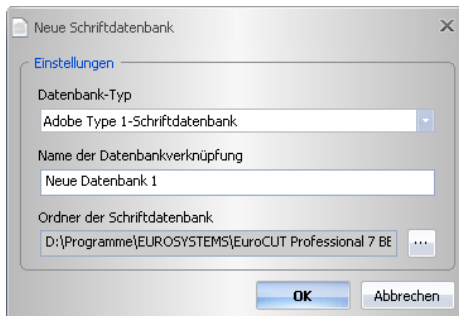 Neue Schriftdatenbank
Einstellungen
Datenbank-Typ
Adobe Type 1-Schriftdatenbank
Name der Datenbankverknüpfung
Neue Datenbank 1
Ordner der Schriftdatenbank
D:\Programme\EUROSYSTEMS\EuroCUT Professional 7 BE ...
OK Abbrechen